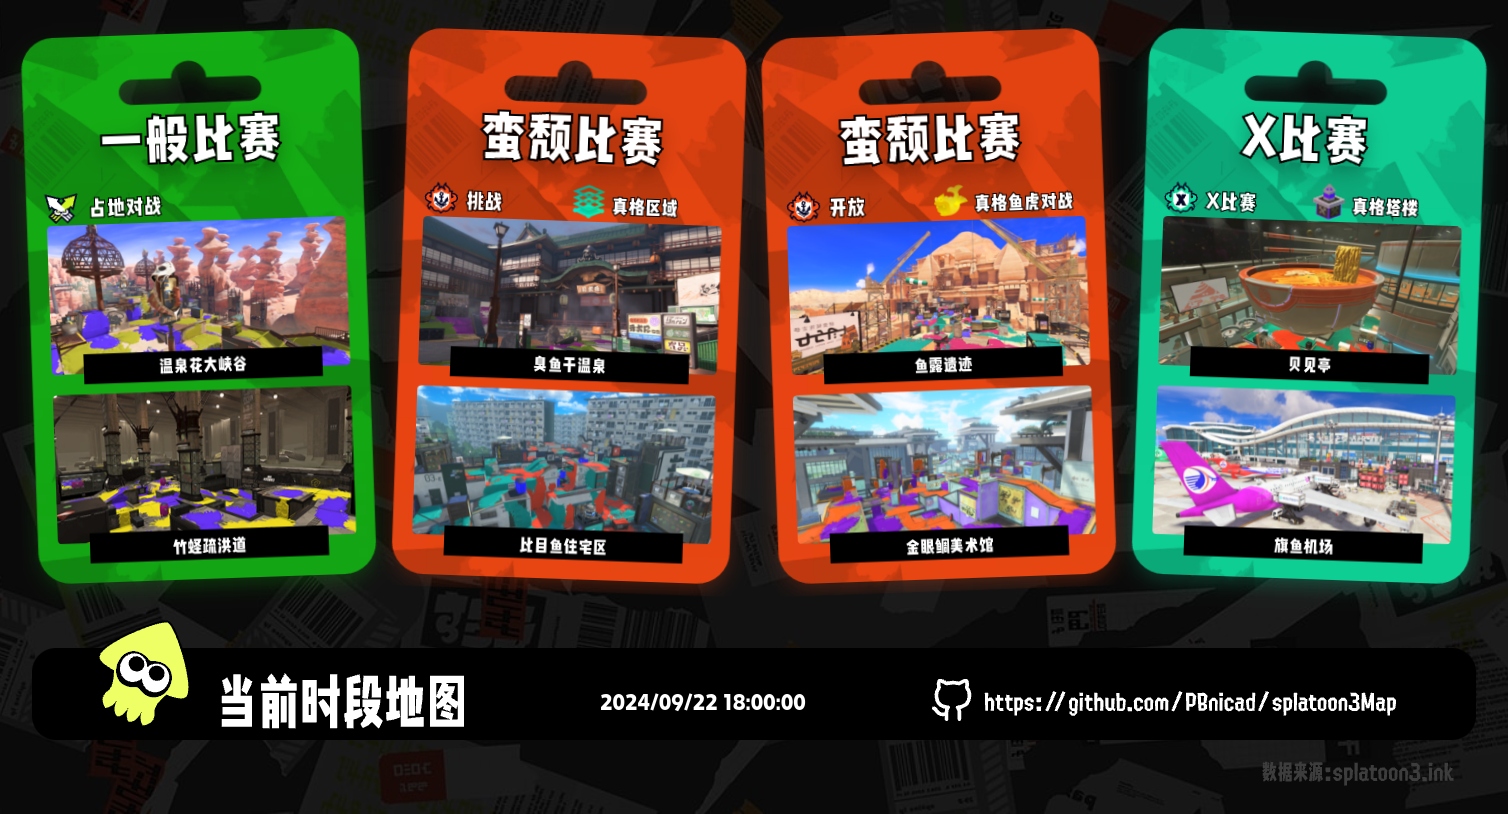 一般比赛
占地对战
温泉花大峡谷
竹蛏疏洪道
蛮颓比赛
挑战
真格区域
臭鱼干温泉
比目鱼住宅区
蛮颓比赛
开放
真格鱼虎对战
鱼露遗迹
金眼鲷美术馆
X比赛
X比赛
真格塔楼
贝见亭
旗鱼机场
当前时段地图
2024/09/22 18:00:00
https://github.com/PBnicad/splatoon3Map
数据来源:splatoon3.ink